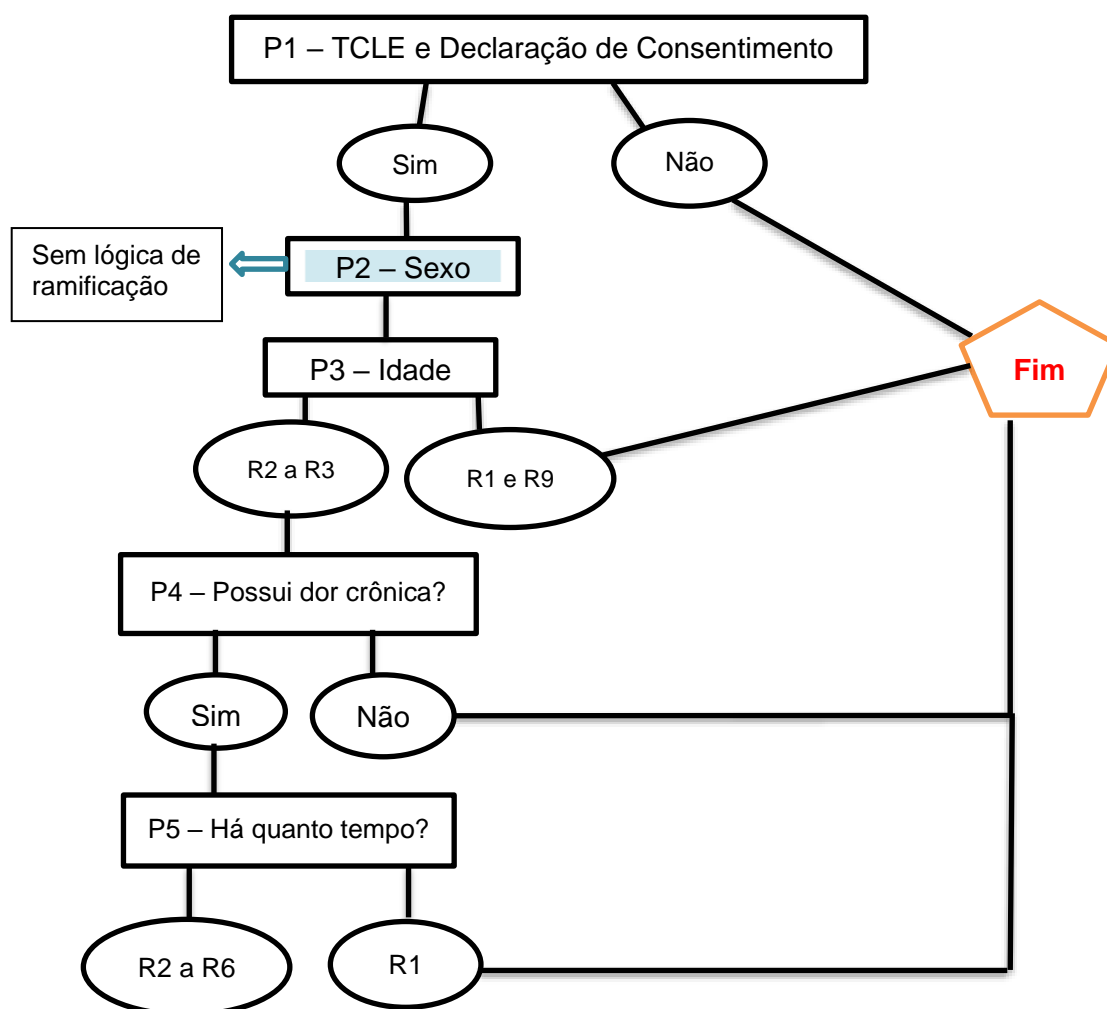 P1 – TCLE e Declaração de Consentimento
Sim
Não
Sem lógica de
ramificação
P2 – Sexo
P3 – Idade
Fim
R2 a R3
R1 e R9
P4 – Possui dor crônica?
Sim
Não
P5 – Há quanto tempo?
R2 a R6
R1